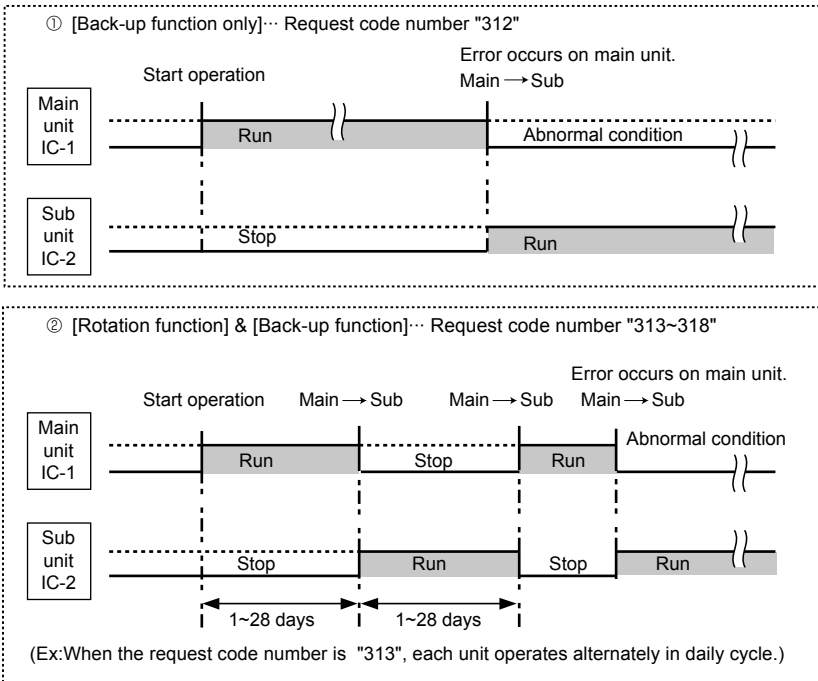 ① [Back-up function only]··· Request code number "312"
Error occurs on main unit.
Start operation
Main → Sub
Main
unit
IC-1
Run
Abnormal condition
Sub
unit
IC-2
Stop
Run
② [Rotation function] & [Back-up function]··· Request code number "313~318"
Error occurs on main unit.
Start operation
Main → Sub
Main → Sub
Main → Sub
Main
unit
IC-1
Run
Stop
Run
Abnormal condition
Sub
unit
IC-2
Stop
Run
Stop
Run
1~28 days
1~28 days
(Ex:When the request code number is "313", each unit operates alternately in daily cycle.)